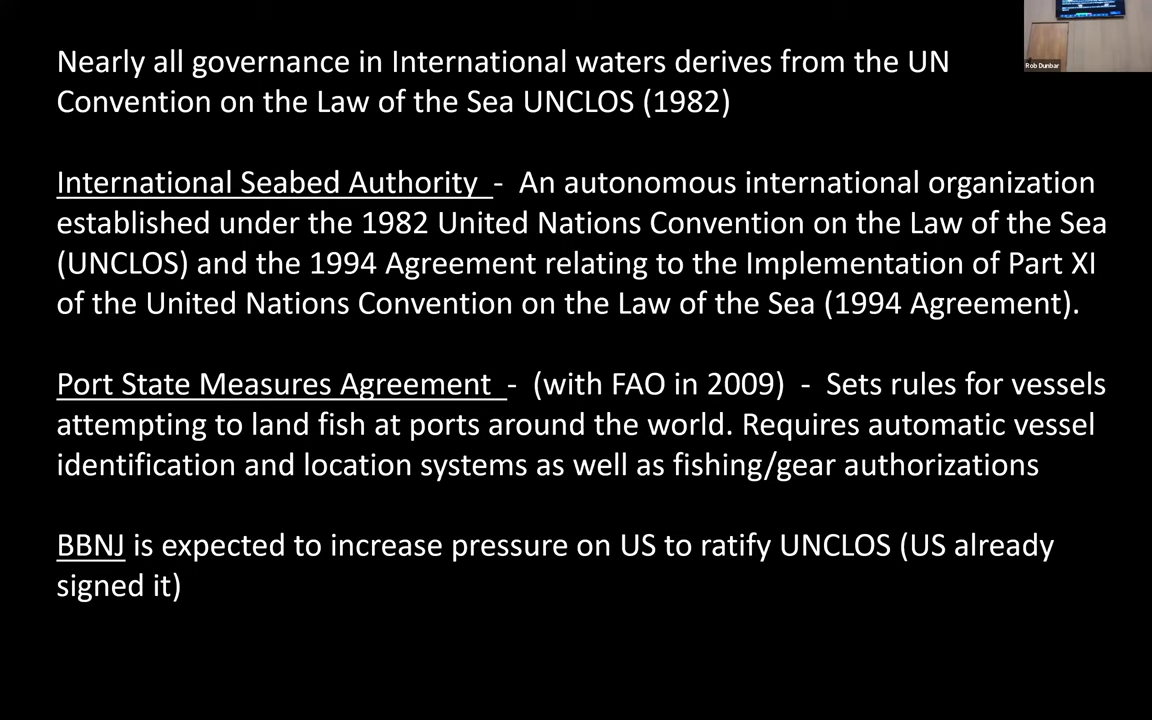 Nearly all governance in International waters derives from the UN
Convention on the Law of the Sea UNCLOS (1982)
International Seabed Authority - An autonomous international organization
established under the 1982 United Nations Convention on the Law of the Sea
(UNCLOS) and the 1994 Agreement relating to the Implementation of Part XI
of the United Nations Convention on the Law of the Sea (1994 Agreement).
Port State Measures Agreement - (with FAO in 2009) - Sets rules for vessels
attempting to land fish at ports around the world. Requires automatic vessel
identification and location systems as well as fishing/gear authorizations
BBNJ is expected to increase pressure on US to ratify UNCLOS (US already
signed it)
Rob Dunbar